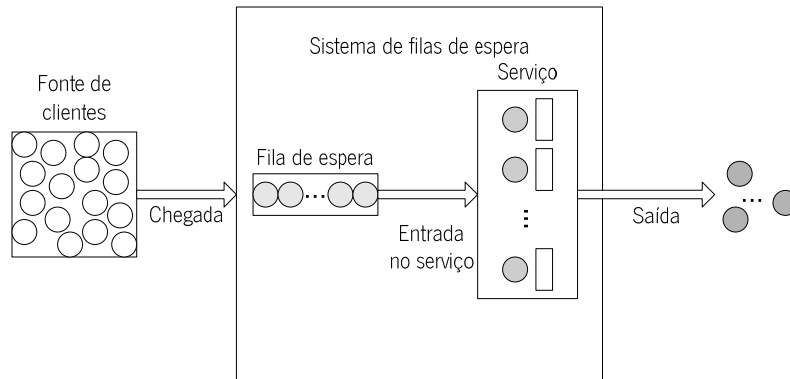 Sistema de filas de espera
Serviço
Fonte de
clientes
Fila de espera
...
Chegada
Entrada
no serviço
...
Saída
...